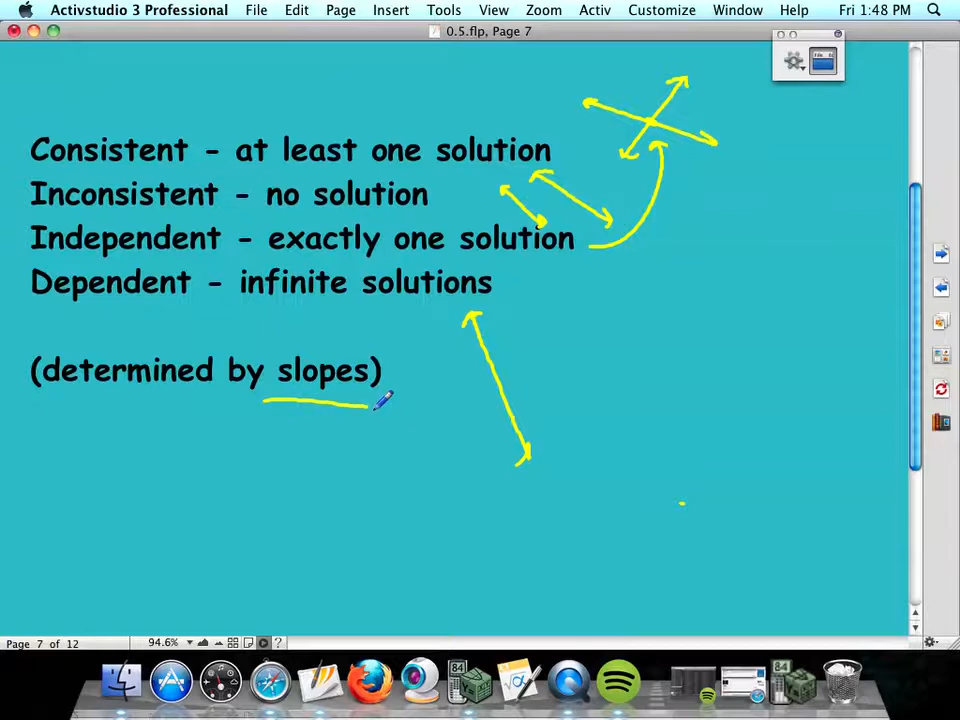 Activstudio 3 Professional File Edit Page Insert Tools View Zoom Activ Customize Window Help Fri 1:48 PM
0.5.flp, Page 7
Consistent - at least one solution
Inconsistent - no solution
Independent - exactly one solution
Dependent - infinite solutions
(determined by slopes)
Page 7 of 12 94.6% ?